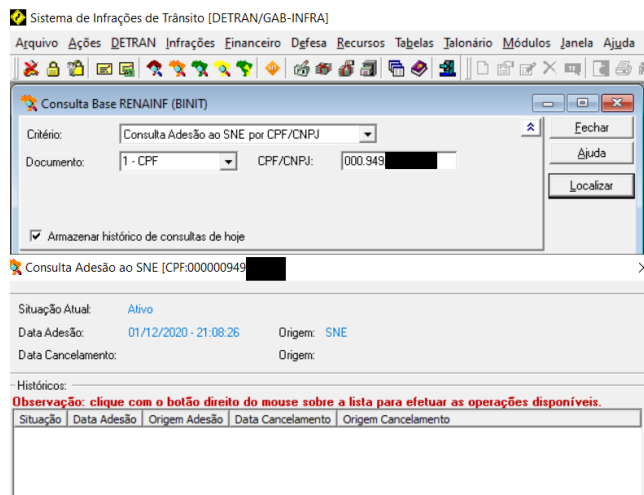 Sistema de Infrações de Trânsito [DETRAN/GAB-INFRA]
Arquivo Ações DETRAN Infrações Financeiro Defesa Recursos Tabelas Talonário Módulos Janela Ajuda
Consulta Base RENAINF (BINIT)
Critério: Consulta Adesão ao SNE por CPF/CNPJ
Fechar
Documento: 1 - CPF CPF/CNPJ: 000.949
Ajuda
Localizar
Armazenar histórico de consultas de hoje
Consulta Adesão ao SNE [CPF:000000949
Situação Atual: Ativo
Data Adesão: 01/12/2020 - 21:08:26 Origem: SNE
Data Cancelamento: Origem:
Históricos:
Observação: clique com o botão direito do mouse sobre a lista para efetuar as operações disponíveis.
Situação Data Adesão Origem Adesão Data Cancelamento Origem Cancelamento